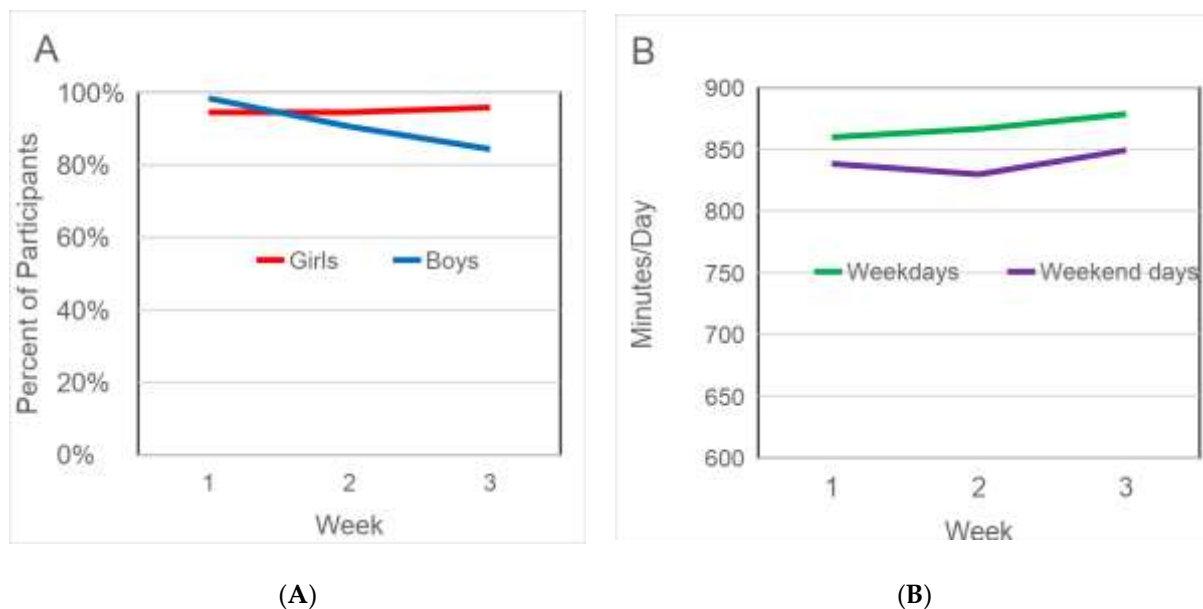 A
Percent of Participants
100%
80%
60%
40%
20%
0%
Girls
Boys
1
2
3
Week
B
Minutes/Day
900
850
800
750
700
650
600
Weekdays
Weekend days
1
2
3
Week
(A)
(B)